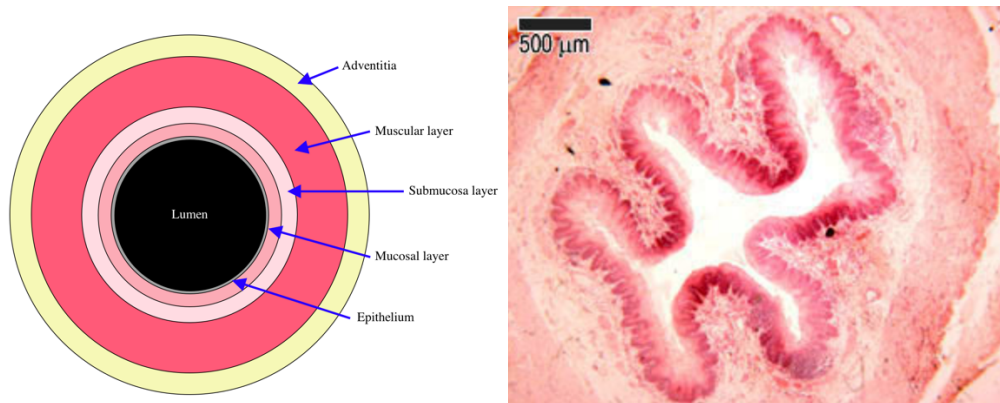 Adventitia
Muscular layer
Submucosa layer
Lumen
Mucosal layer
Epithelium
500 μm